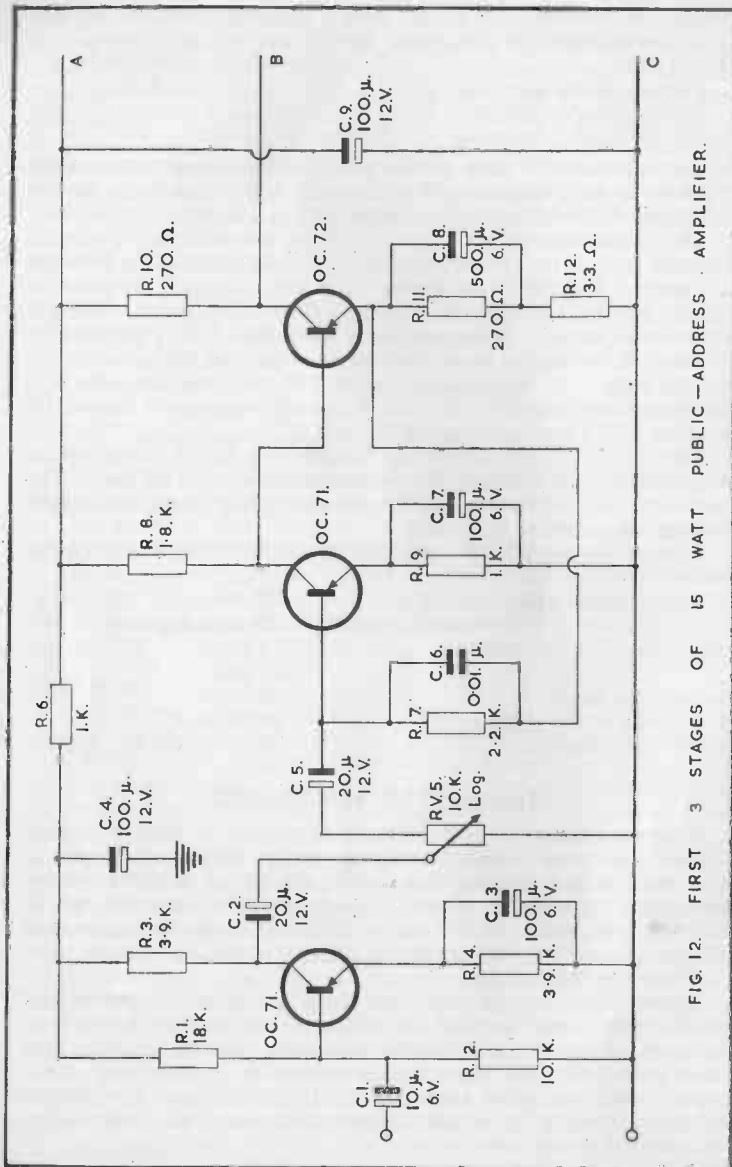 A
B
C
R.10.
270. Ω.
C. 9.
100. μ.
12.V.
OC. 72.
C. 8.
500. μ.
6. V.
R. 11.
270. Ω.
R.12.
3·3. Ω.
R. 8.
1·8. K.
OC. 71.
C. 7.
100. μ.
6. V.
R. 9.
1. K.
R. 6.
1. K.
C. 6.
0·01. μ.
R. 7.
2·2. K.
C. 5.
20. μ
12.V.
R.V. 5.
10. K.
Log.
C. 4.
100. μ
12.V.
C. 2.
20. μ
12.V.
R. 3.
3·9. K.
OC. 71.
C. 3.
100. μ.
6. V.
R. 4.
3·9. K.
R.1.
18. K.
C. 1.
10. μ.
6.V.
R. 2.
10. K.
FIG. 12. FIRST 3 STAGES OF 15 WATT PUBLIC—ADDRESS AMPLIFIER.